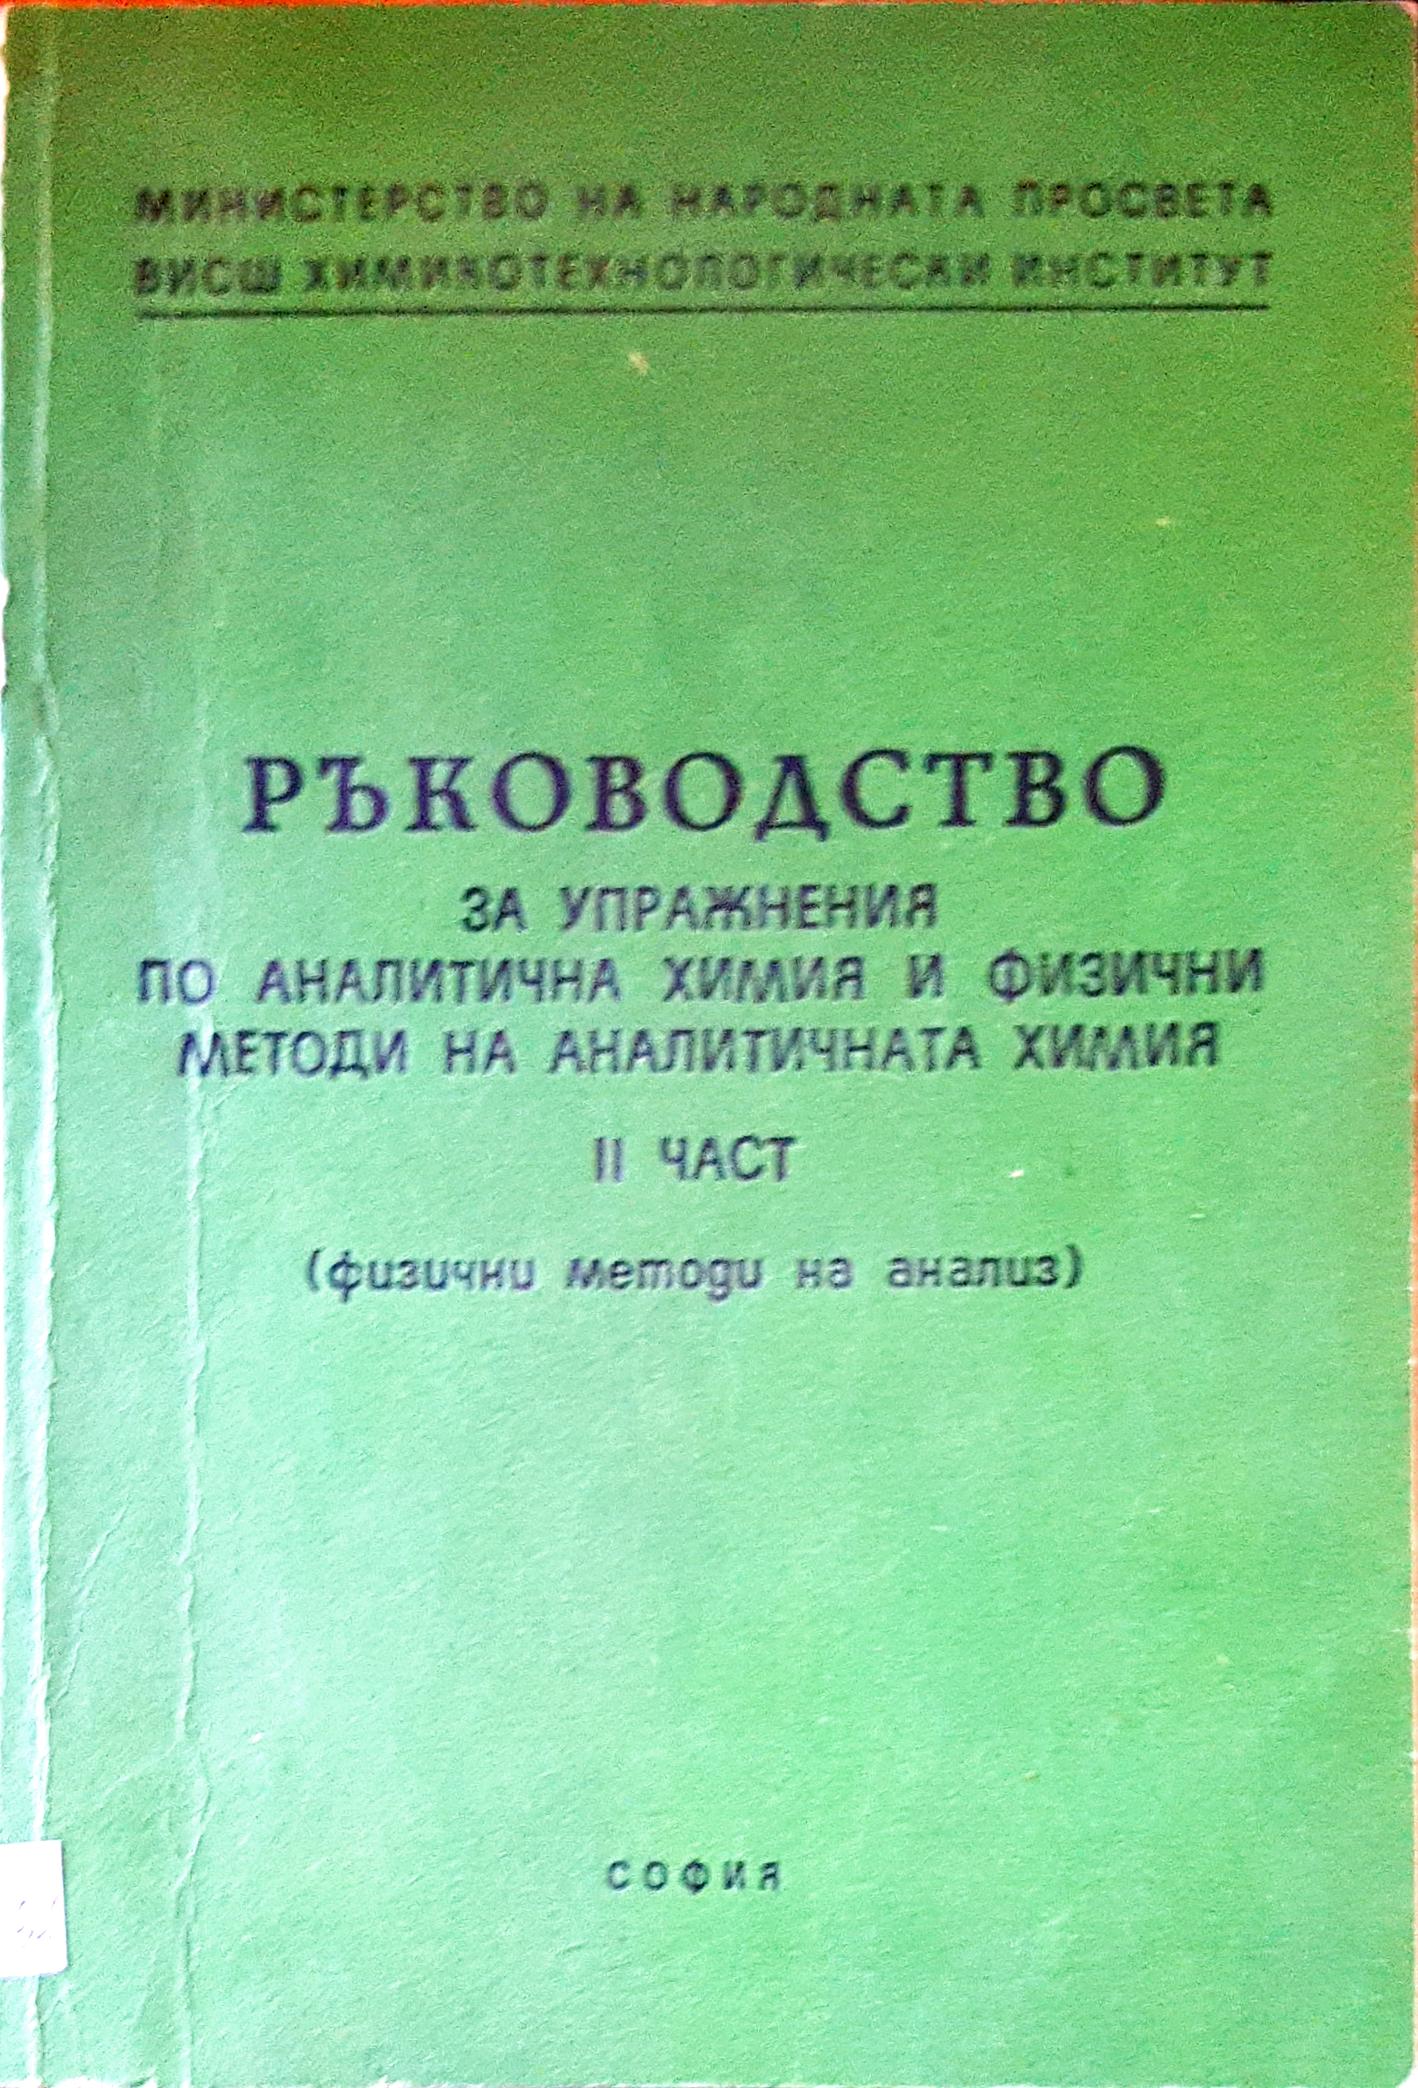 МИНИСТЕРСТВО НА НАРОДНАТА ПРОСВЕТА
ВИСШ ХИМИКОТЕХНОЛОГИЧЕСКИ ИНСТИТУТ
РЪКОВОДСТВО
ЗА УПРАЖНЕНИЯ
ПО АНАЛИТИЧНА ХИМИЯ И ФИЗИЧНИ
МЕТОДИ НА АНАЛИТИЧНАТА ХИМИЯ
II ЧАСТ
(физични методи на анализ)
СОФИЯ